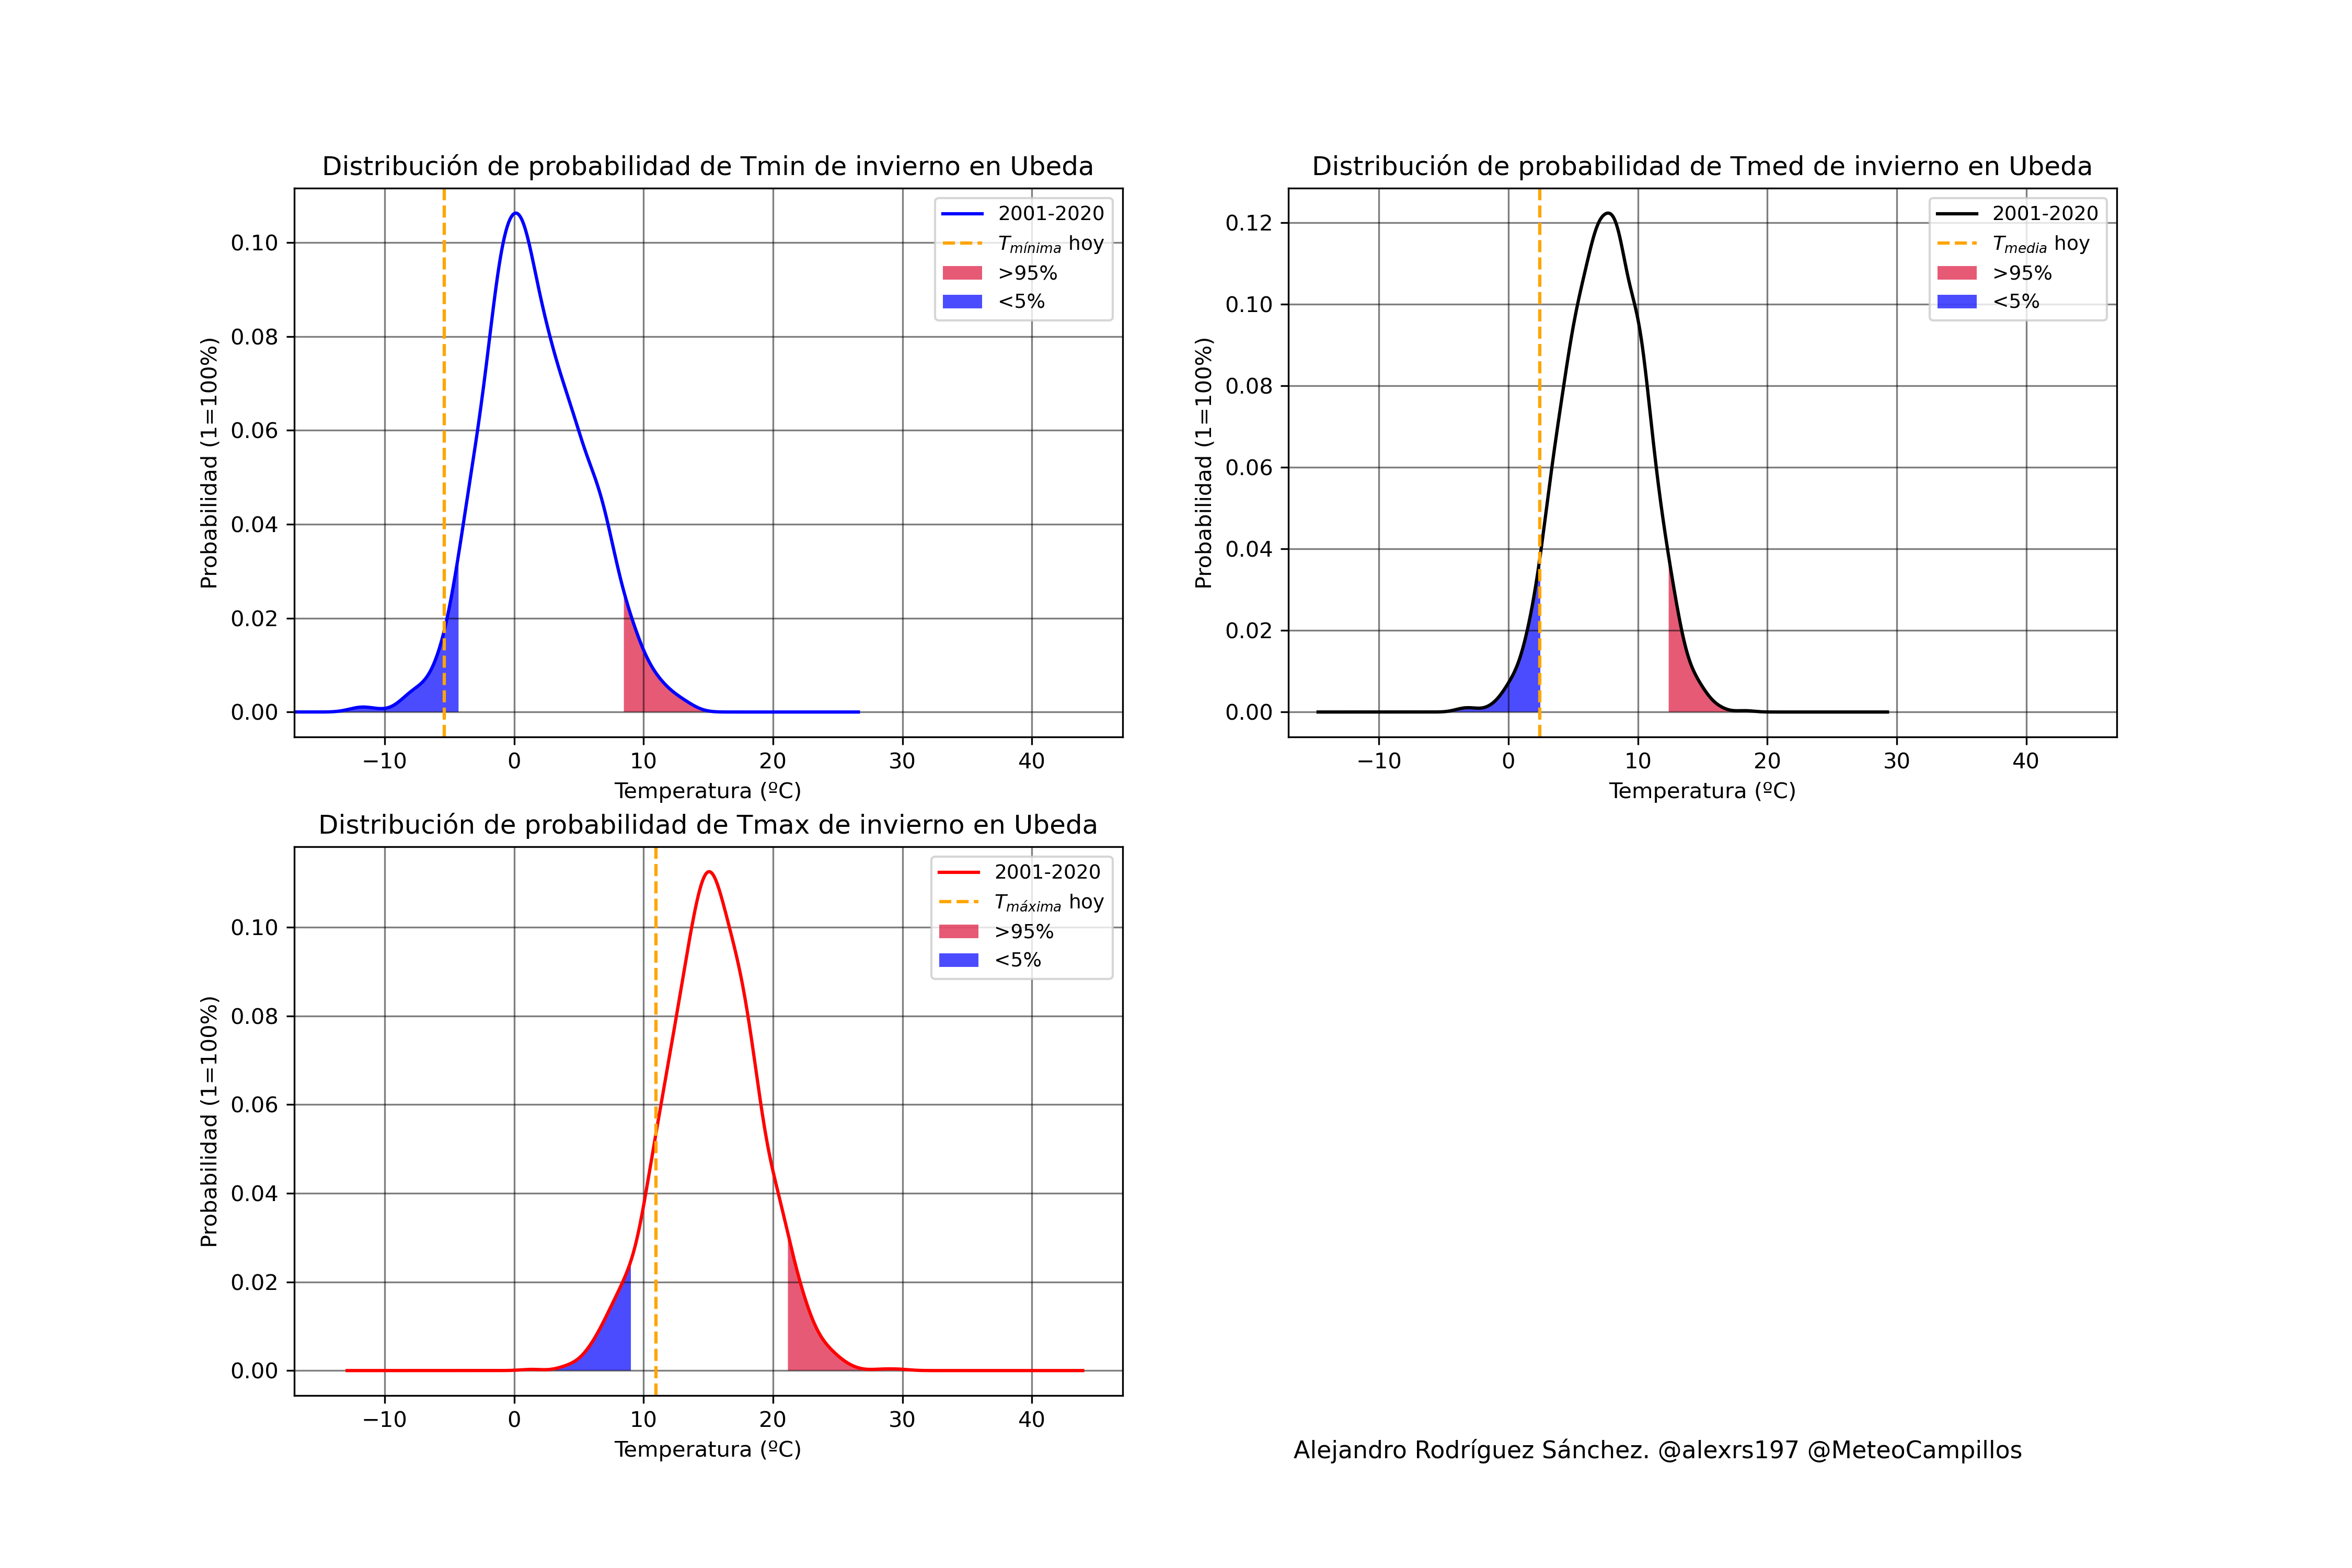 Distribución de probabilidad de Tmin de invierno en Ubeda
Probabilidad (1=100%)
0.10
0.08
0.06
0.04
0.02
0.00
2001-2020
Tmínima hoy
>95%
<5%
−10 0 10 20 30 40
Temperatura (ºC)
Distribución de probabilidad de Tmed de invierno en Ubeda
Probabilidad (1=100%)
0.12
0.10
0.08
0.06
0.04
0.02
0.00
2001-2020
Tmedia hoy
>95%
<5%
−10 0 10 20 30 40
Temperatura (ºC)
Distribución de probabilidad de Tmax de invierno en Ubeda
Probabilidad (1=100%)
0.10
0.08
0.06
0.04
0.02
0.00
2001-2020
Tmáxima hoy
>95%
<5%
−10 0 10 20 30 40
Temperatura (ºC)
Alejandro Rodríguez Sánchez. @alexrs197 @MeteoCampillos